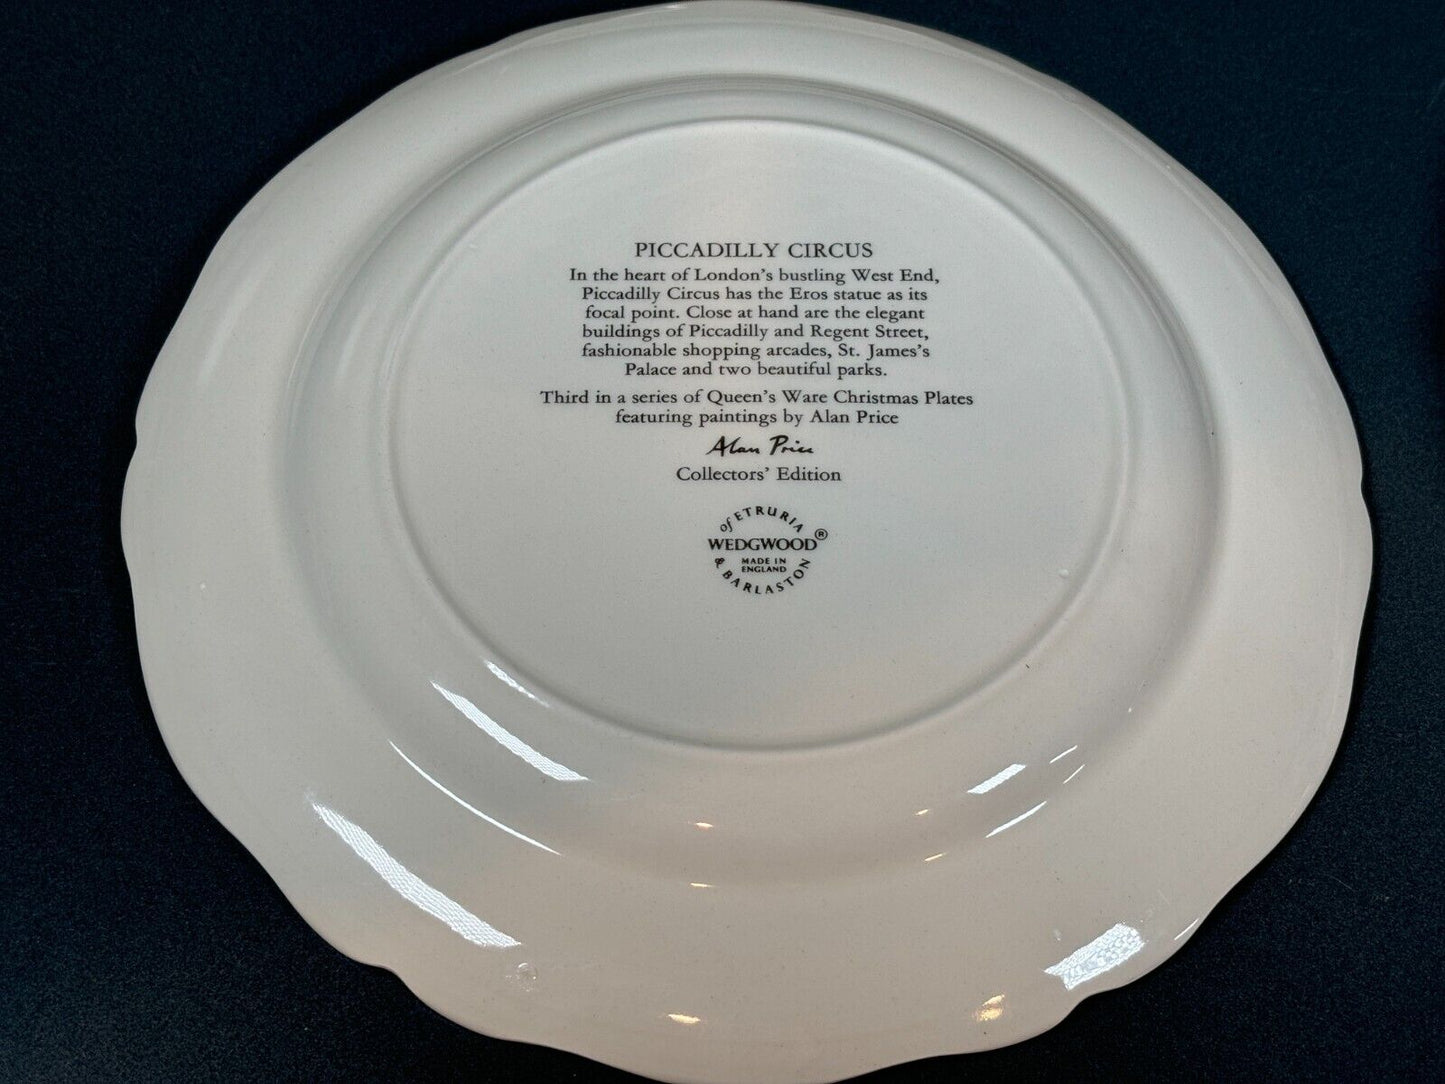 PICCADILLY CIRCUS
In the heart of London's bustling West End,
Piccadilly Circus has the Eros statue as its
focal point. Close at hand are the elegant
buildings of Piccadilly and Regent Street,
fashionable shopping arcades, St. James's
Palace and two beautiful parks.
Third in a series of Queen's Ware Christmas Plates
featuring paintings by Alan Price
Alan Price
Collectors' Edition
of ETRURIA
WEDGWOOD®
MADE IN
ENGLAND
& BARLASTON